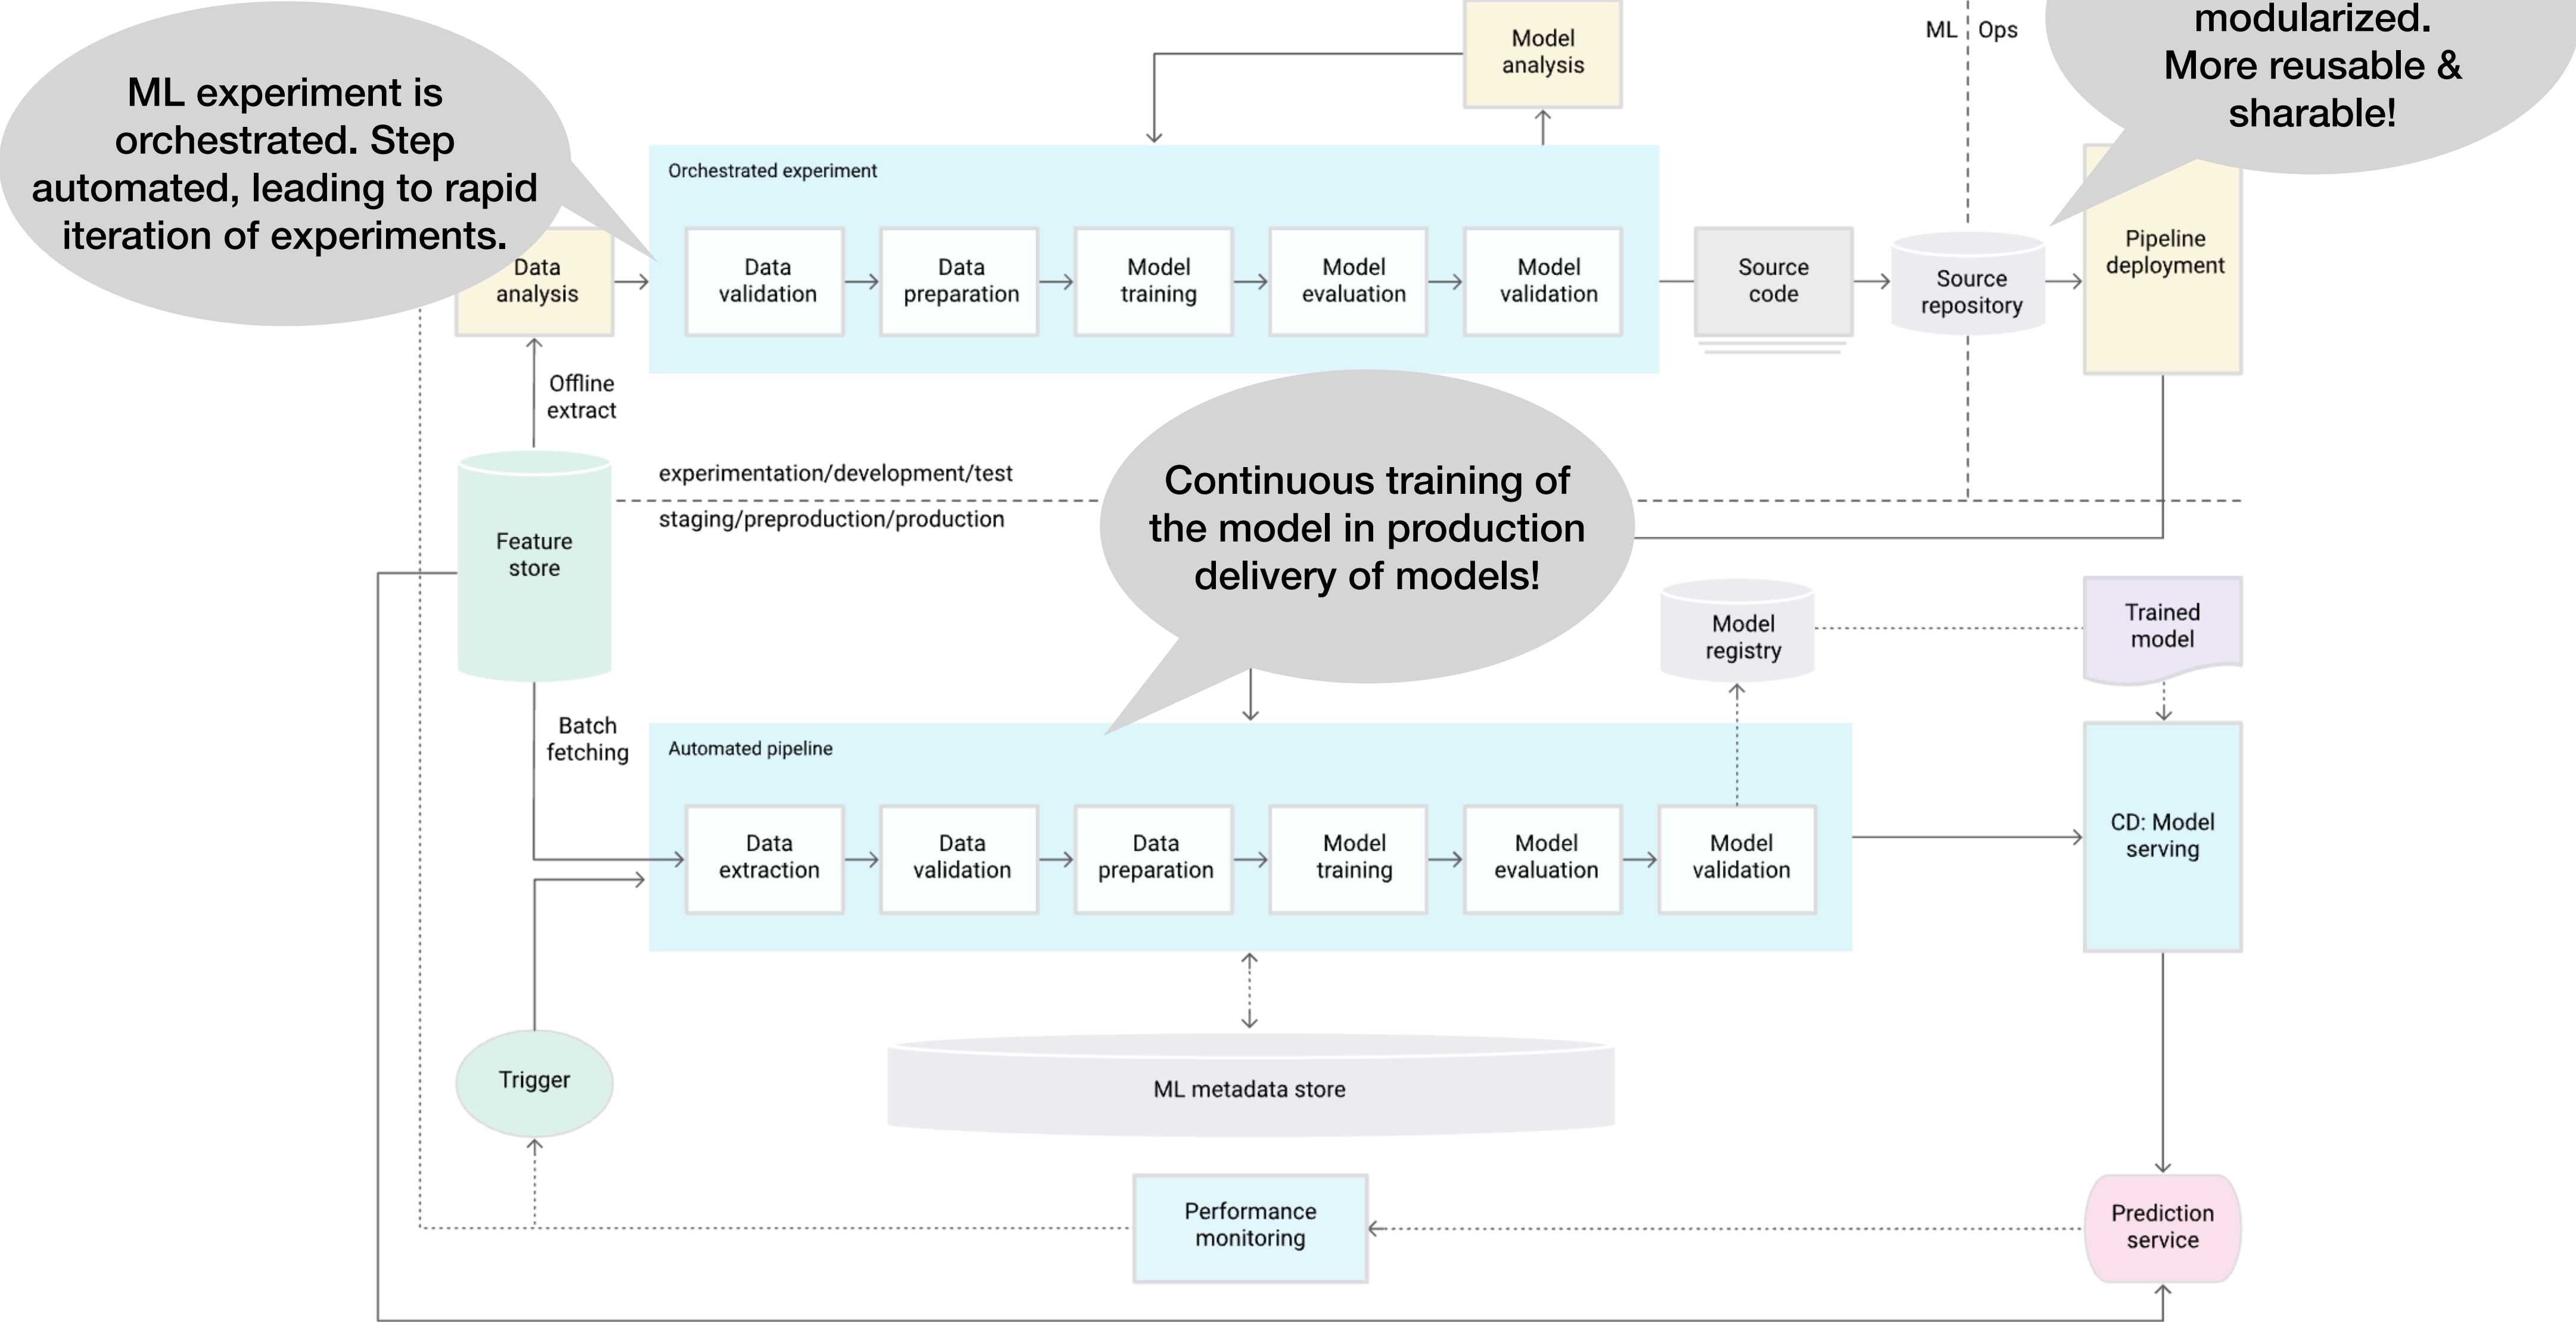 ML experiment is
orchestrated. Step
automated, leading to rapid
iteration of experiments.
Model
analysis
ML
Ops
modularized.
More reusable &
sharable!
Orchestrated experiment
Data
analysis
Data
validation
Data
preparation
Model
training
Model
evaluation
Model
validation
Source
code
Source
repository
Pipeline
deployment
Offline
extract
experimentation/development/test
staging/preproduction/production
Continuous training of
the model in production
delivery of models!
Feature
store
Model
registry
Trained
model
Batch
fetching
Automated pipeline
Data
extraction
Data
validation
Data
preparation
Model
training
Model
evaluation
Model
validation
CD: Model
serving
Trigger
ML metadata store
Performance
monitoring
Prediction
service